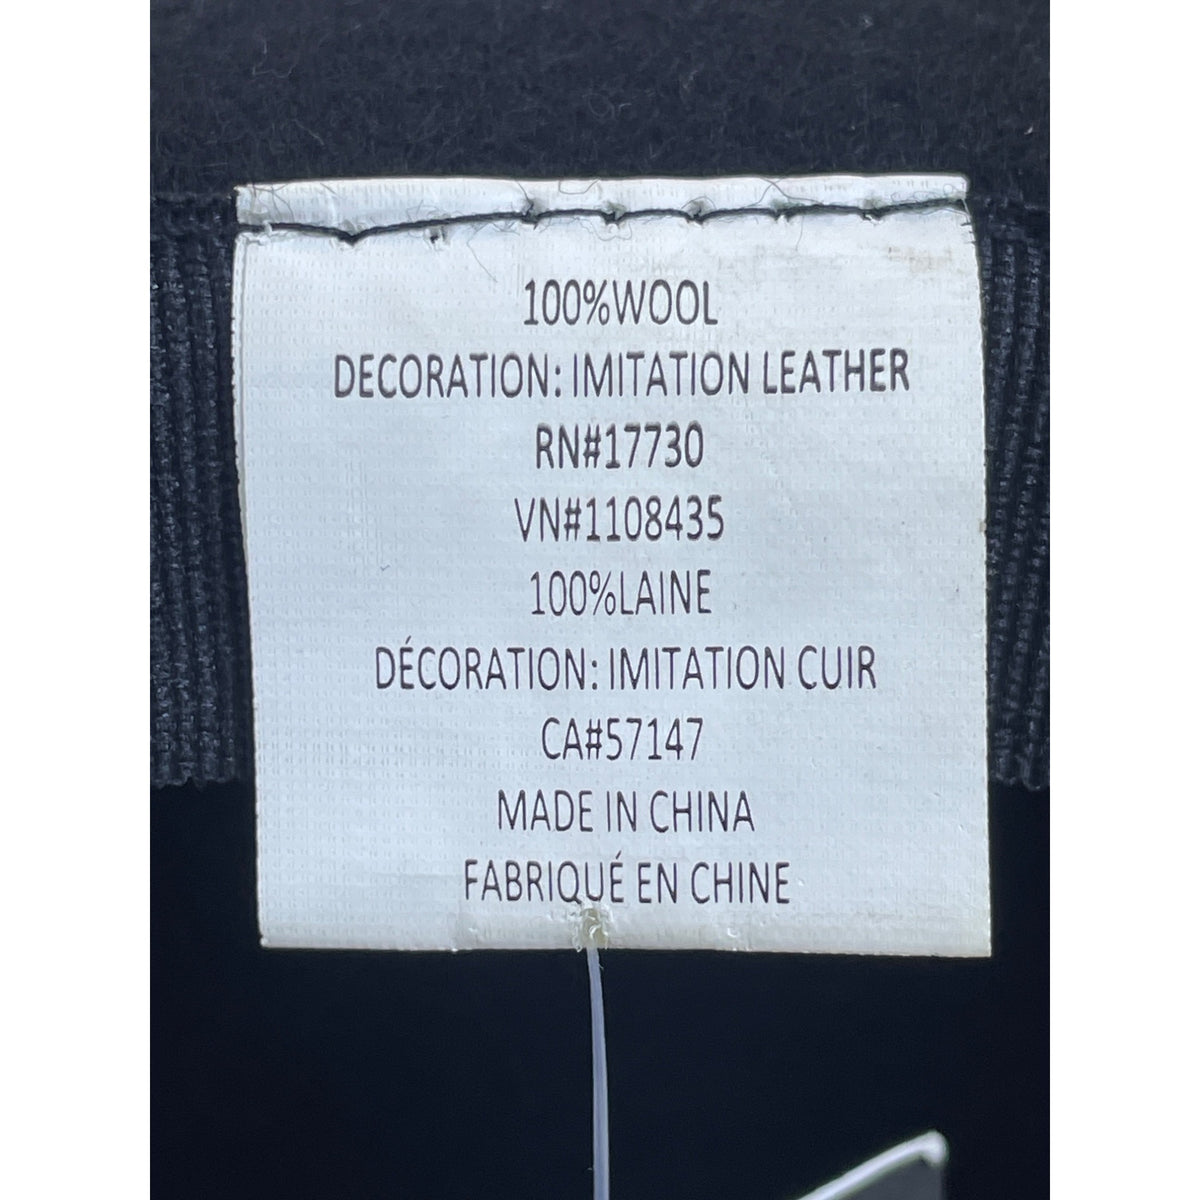 100%WOOL
DECORATION: IMITATION LEATHER
RN#17730
VN#1108435
100%LAINE
DÉCORATION: IMITATION CUIR
CA#57147
MADE IN CHINA
FABRIQUÉ EN CHINE